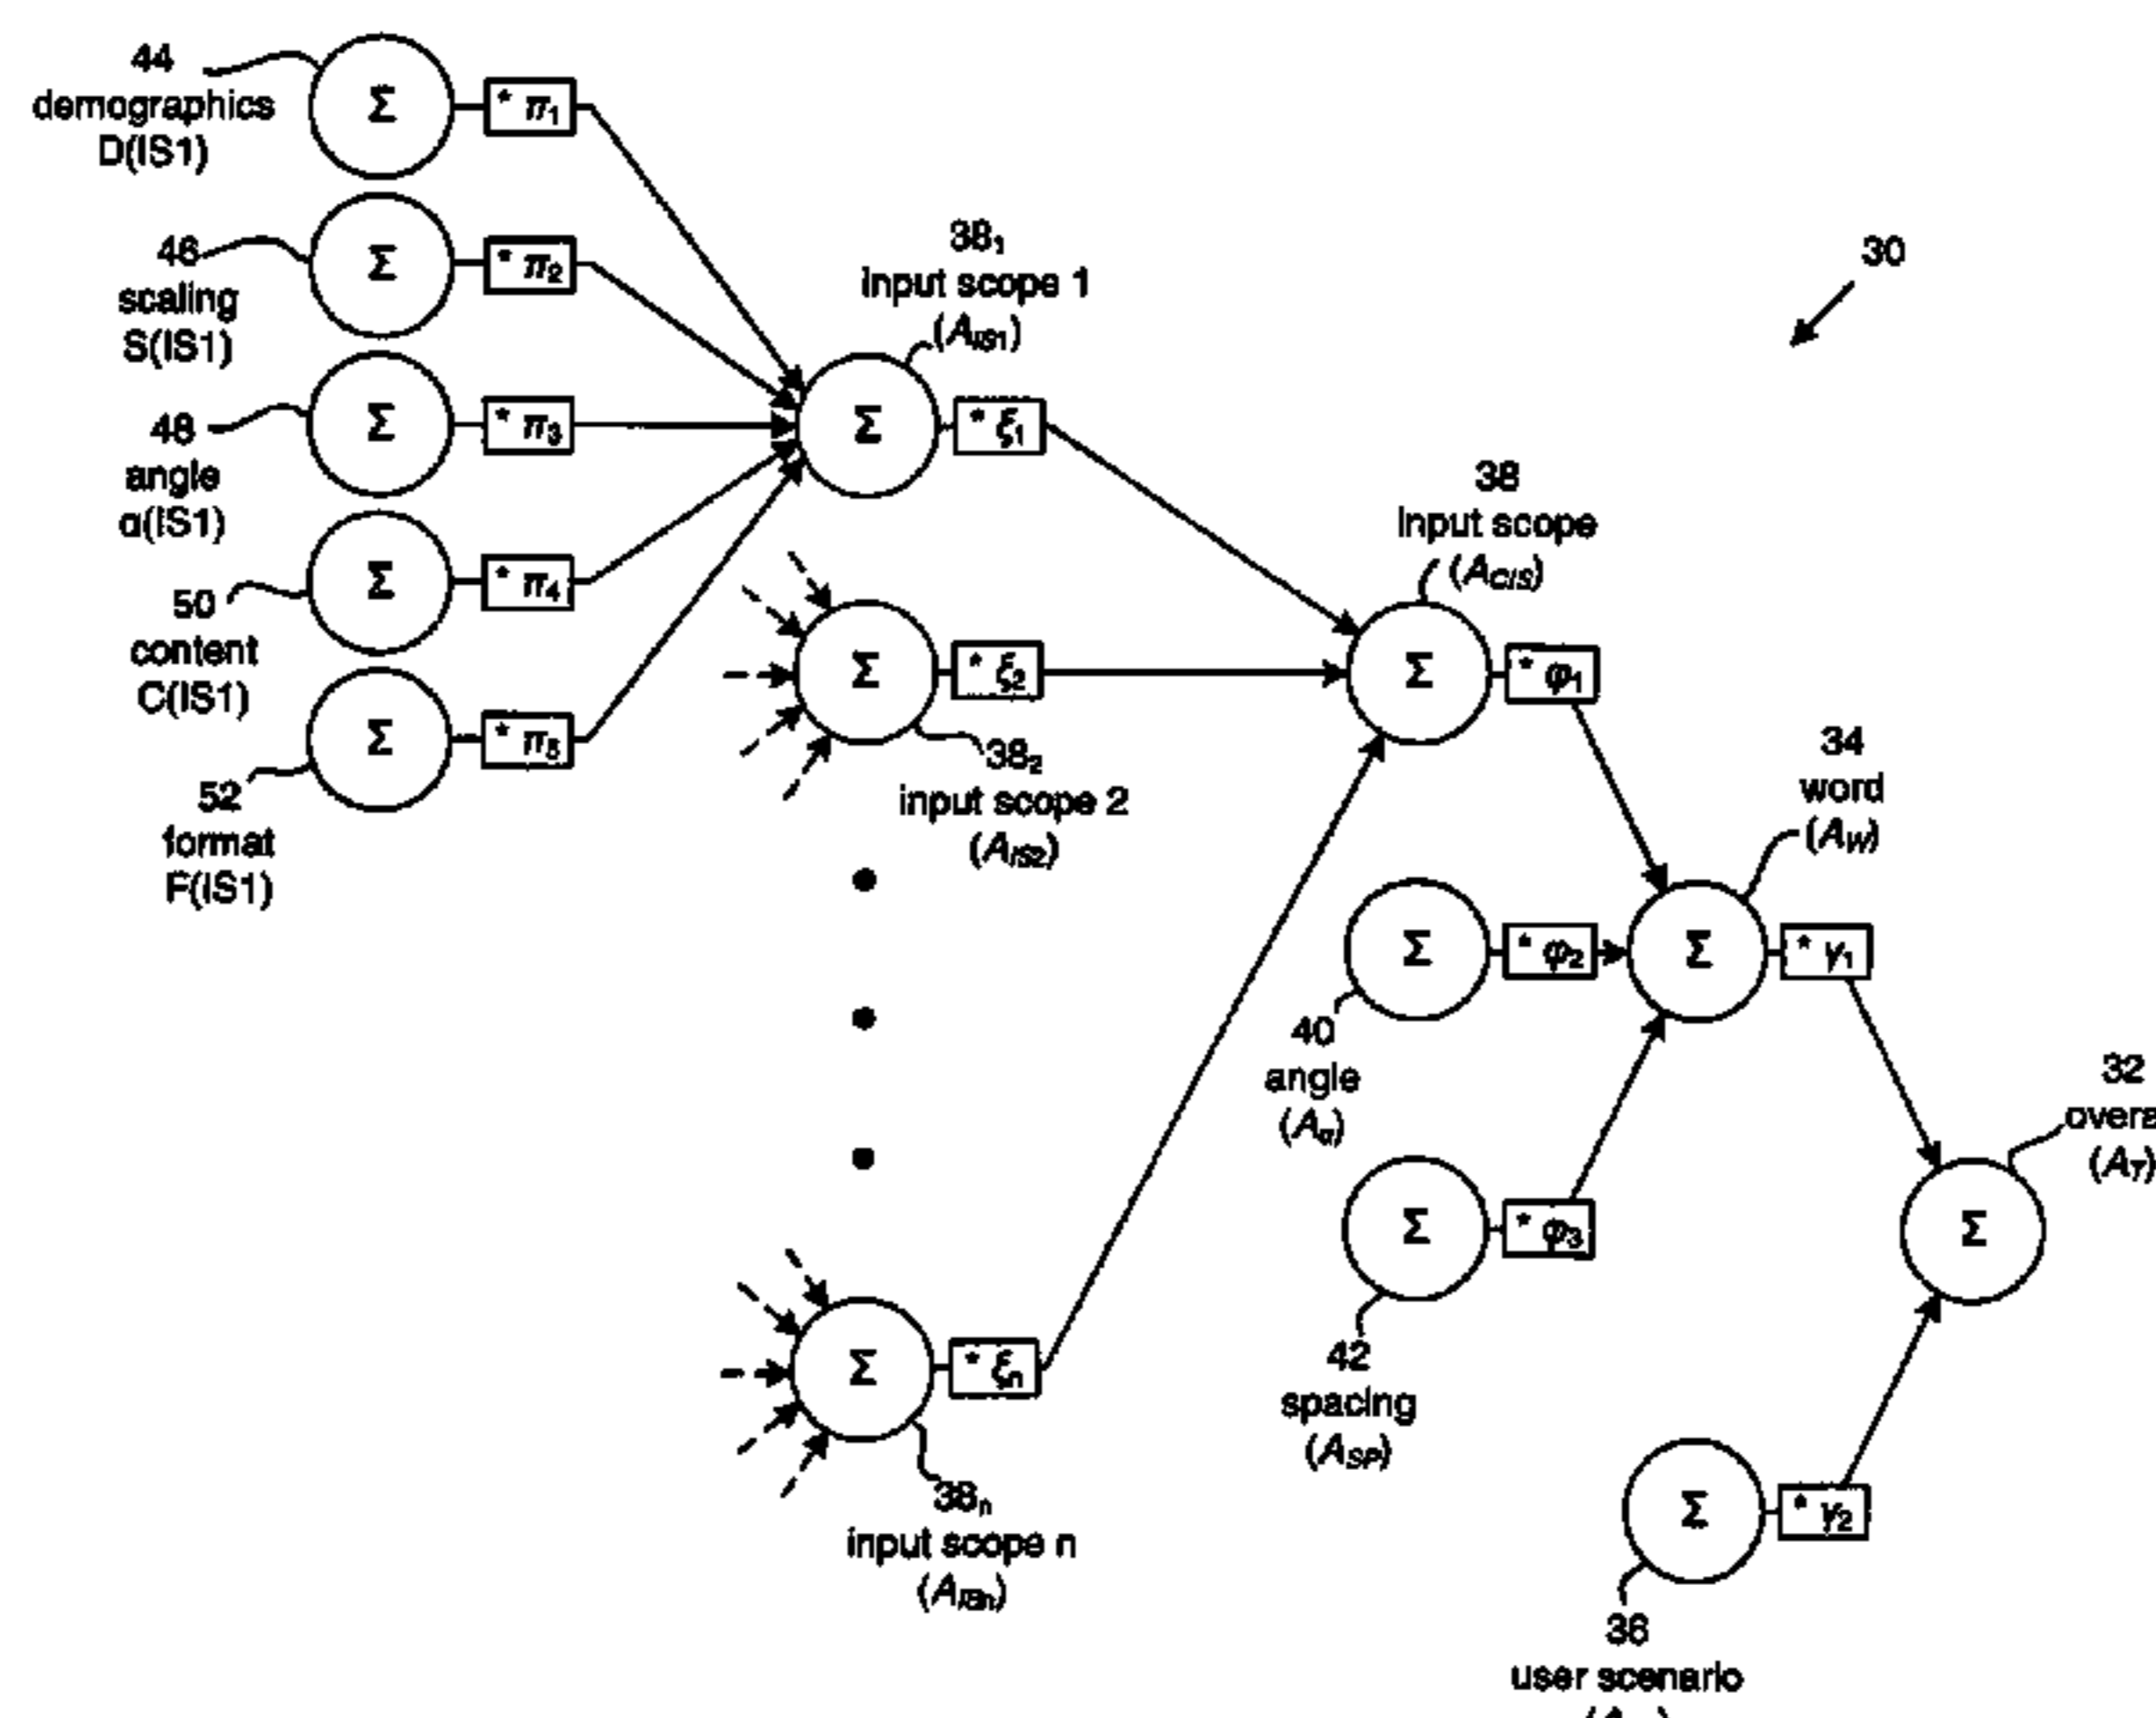 44
demographics
D(IS1)
Σ
* π₁
46
scaling
S(IS1)
Σ
* π₂
48
angle
α(IS1)
Σ
* π₃
50
content
C(IS1)
Σ
* π₄
52
format
F(IS1)
Σ
* π₅
38₁
input scope 1
(A_IS1)
Σ
* ξ₁
30
Σ
* ξ₂
38₂
input scope 2
(A_IS2)
Σ
* ξₙ
38ₙ
input scope n
(A_ISn)
38
input scope
(A_CIS)
Σ
* φ₁
34
word
(A_W)
Σ
* γ₁
Σ
* φ₂
40
angle
(A_α)
Σ
* φ₃
42
spacing
(A_SP)
32
overa
(A_T)
Σ
Σ
* γ₂
36
user scenario